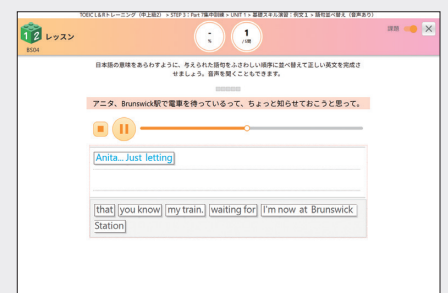 TOEIC L&Rトレーニング（中上級2） > STEP 3：Part 7集中訓練 > UNIT 1 > 基礎スキル演習：例文1 > 語句並べ替え（音声あり）
12 レッスン
BS04
-
%
1
/1問
課題
日本語の意味をあらわすように、与えられた語句をふさわしい順序に並べ替えて正しい英文を完成さ
せましょう。音声を聞くこともできます。
アニタ、Brunswick駅で電車を待っているって、ちょっと知らせておこうと思って。
Anita... Just letting
that you know my train. waiting for I'm now at Brunswick
Station